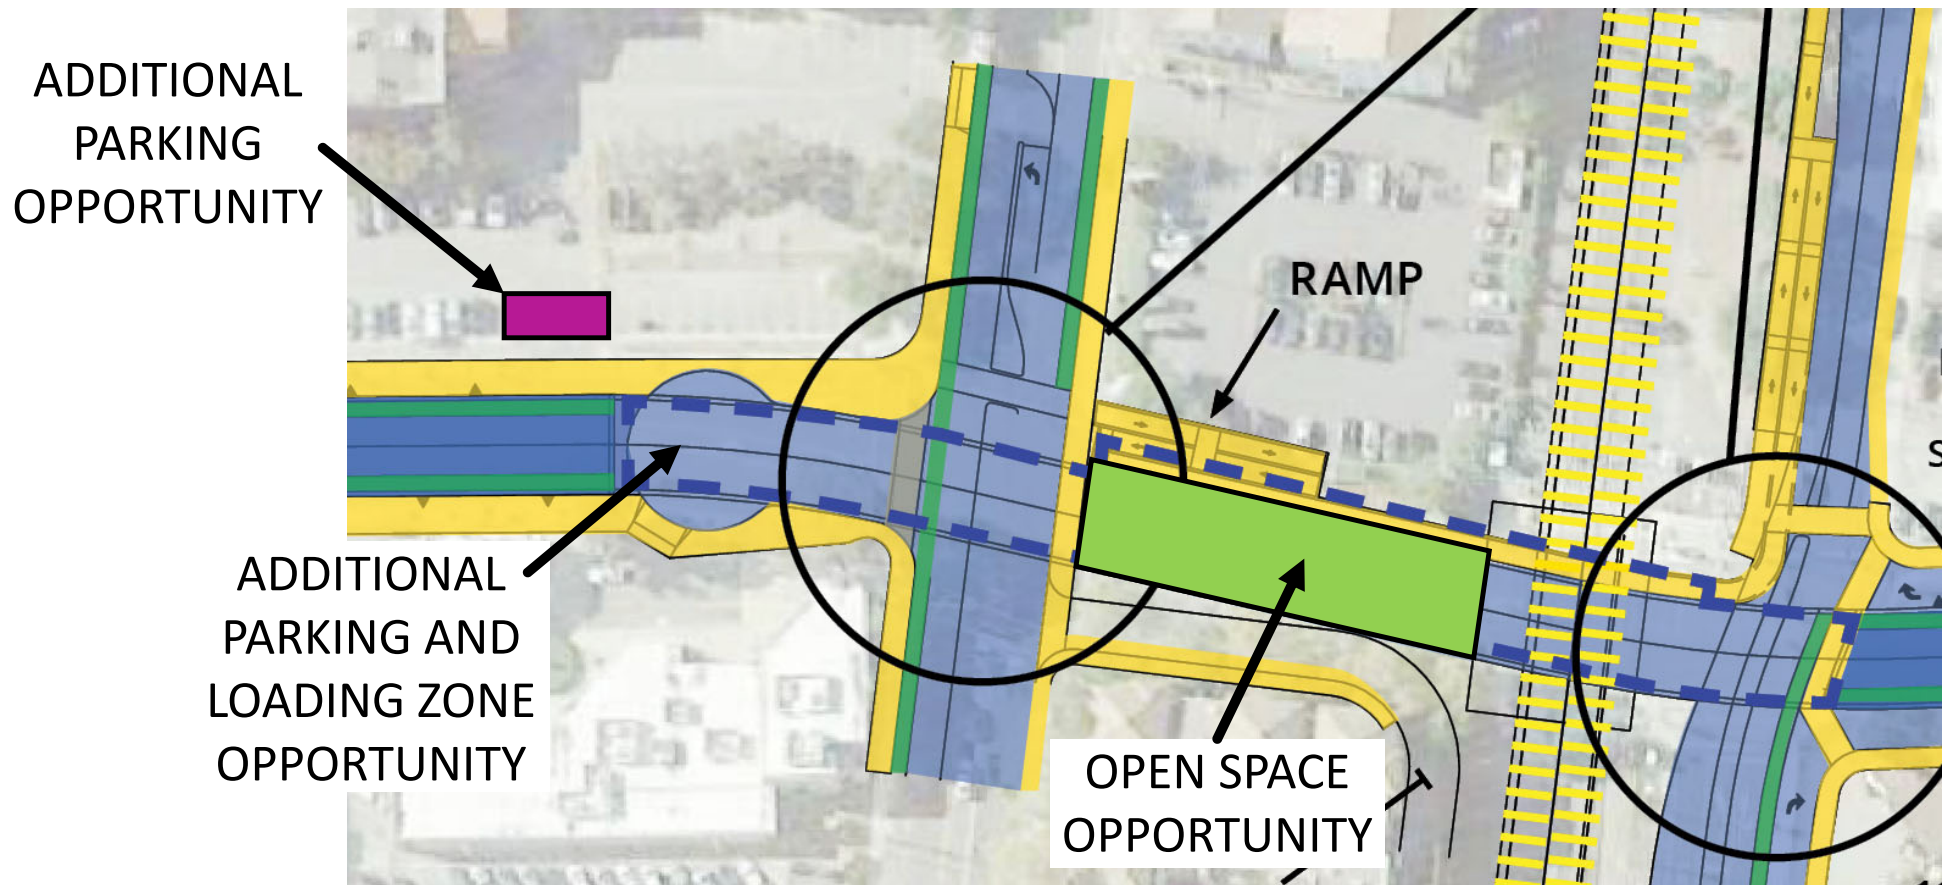 ADDITIONAL
PARKING
OPPORTUNITY
RAMP
ADDITIONAL
PARKING AND
LOADING ZONE
OPPORTUNITY
OPEN SPACE
OPPORTUNITY